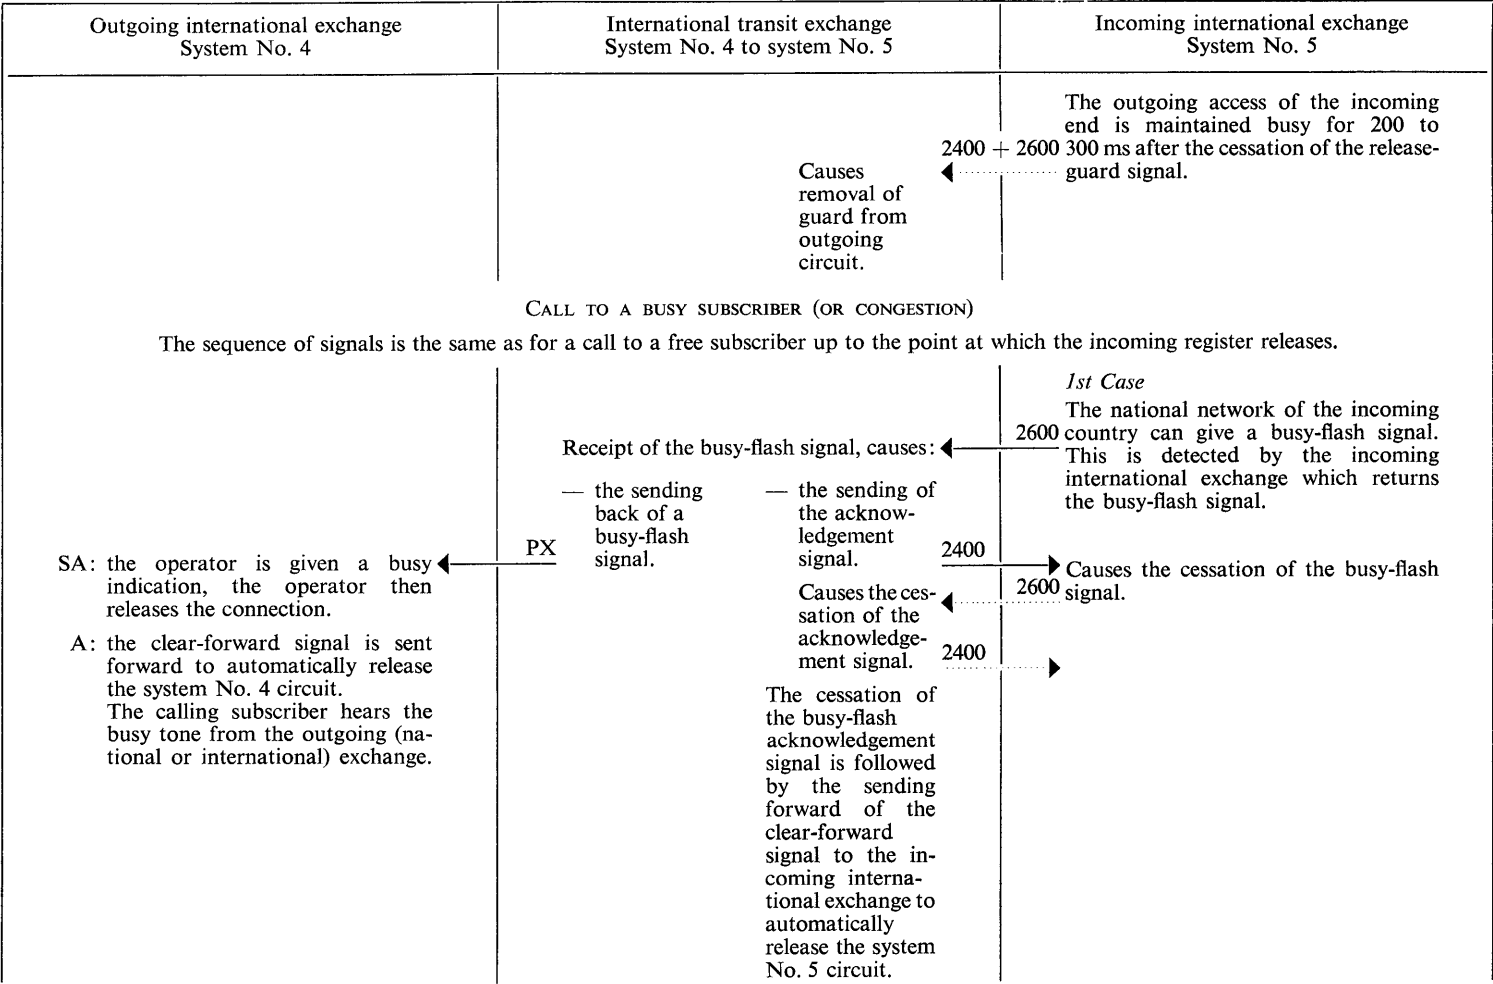 Outgoing international exchange
System No. 4
International transit exchange
System No. 4 to system No. 5
Incoming international exchange
System No. 5
The outgoing access of the incoming
end is maintained busy for 200 to
300 ms after the cessation of the release-
guard signal.
2400 + 2600
Causes
removal of
guard from
outgoing
circuit.
CALL TO A BUSY SUBSCRIBER (OR CONGESTION)
The sequence of signals is the same as for a call to a free subscriber up to the point at which the incoming register releases.
1st Case
The national network of the incoming
country can give a busy-flash signal.
This is detected by the incoming
international exchange which returns
the busy-flash signal.
2600
Receipt of the busy-flash signal, causes:
— the sending
back of a
busy-flash
signal.
— the sending of
the acknow-
ledgement
signal.
PX
2400
SA: the operator is given a busy
indication, the operator then
releases the connection.
Causes the cessation of the busy-flash
signal.
2600
Causes the ces-
sation of the
acknowledge-
ment signal.
2400
A: the clear-forward signal is sent
forward to automatically release
the system No. 4 circuit.
The calling subscriber hears the
busy tone from the outgoing (na-
tional or international) exchange.
The cessation of
the busy-flash
acknowledgement
signal is followed
by the sending
forward of the
clear-forward
signal to the in-
coming interna-
tional exchange to
automatically
release the system
No. 5 circuit.